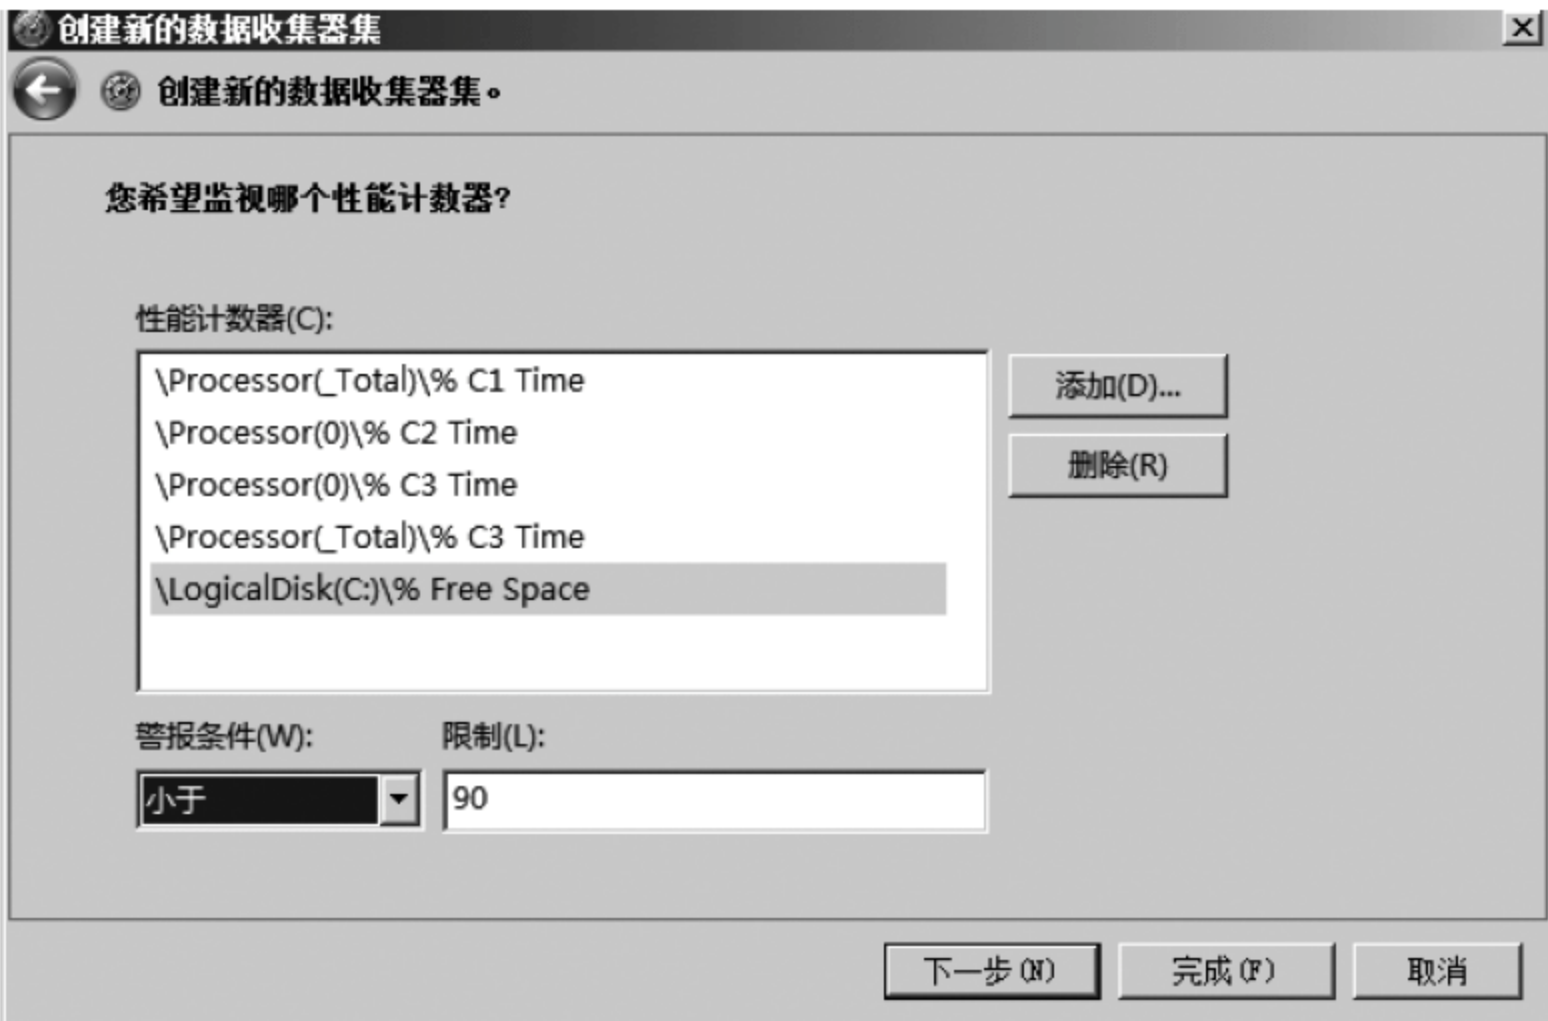 创建新的数据收集器集
创建新的数据收集器集。
您希望监视哪个性能计数器?
性能计数器(C):
\Processor(_Total)\% C1 Time
\Processor(0)\% C2 Time
\Processor(0)\% C3 Time
\Processor(_Total)\% C3 Time
\LogicalDisk(C:)\% Free Space
添加(D)...
删除(R)
警报条件(W):
限制(L):
小于
90
下一步(N)
完成(F)
取消